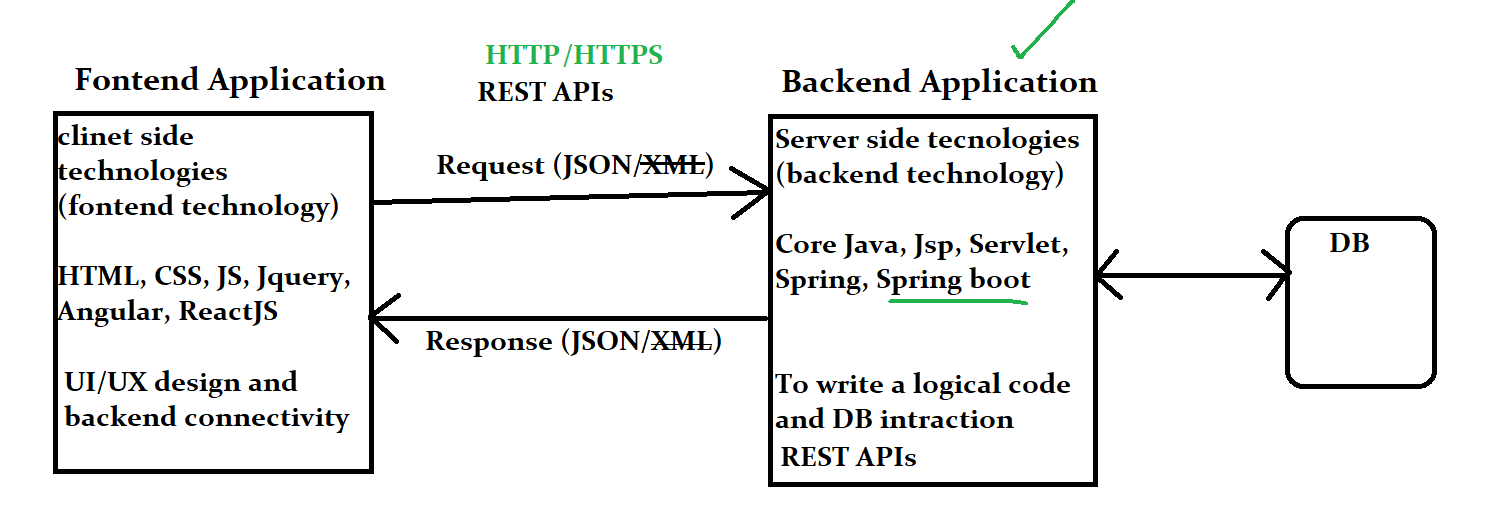 HTTP/HTTPS
REST APIs
Fontend Application
clinet side
technologies
(fontend technology)
HTML, CSS, JS, Jquery,
Angular, ReactJS
UI/UX design and
backend connectivity
Request (JSON/XML)
Response (JSON/XML)
Backend Application
Server side tecnologies
(backend technology)
Core Java, Jsp, Servlet,
Spring, Spring boot
To write a logical code
and DB intraction
REST APIs
DB